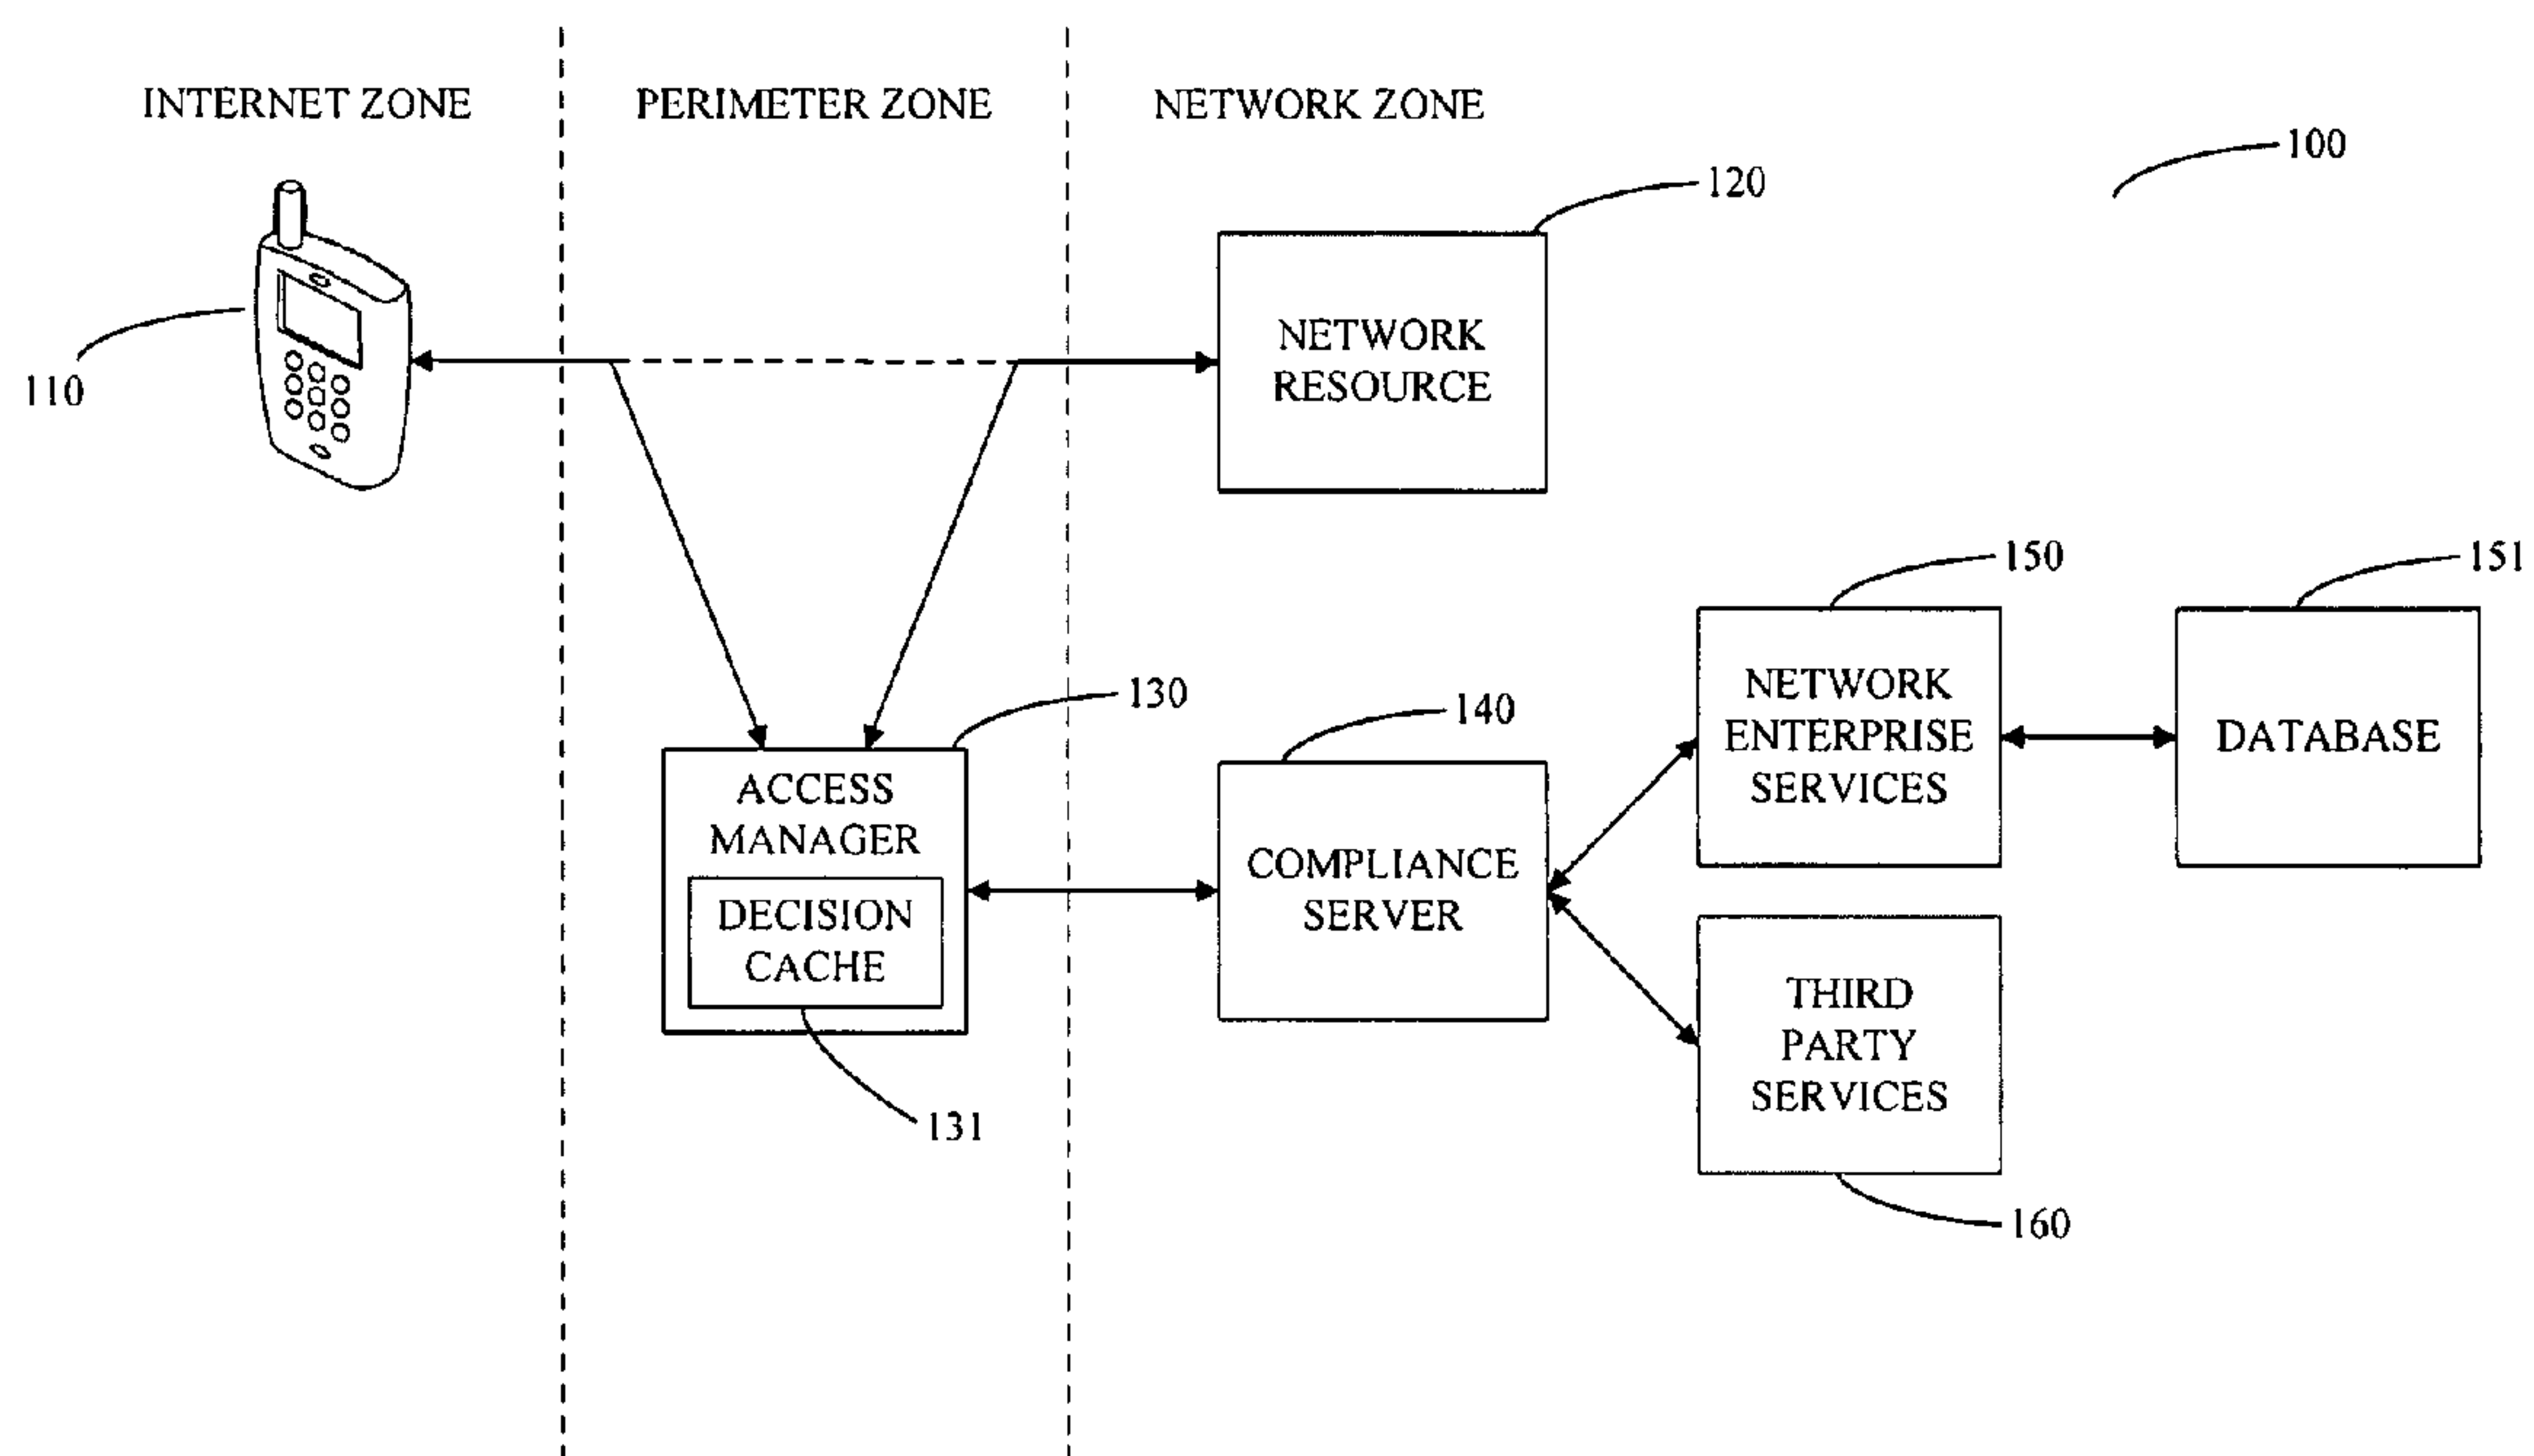 INTERNET ZONE
PERIMETER ZONE
NETWORK ZONE
100
120
NETWORK
RESOURCE
110
150
151
NETWORK
ENTERPRISE
SERVICES
DATABASE
130
140
ACCESS
MANAGER
DECISION
CACHE
COMPLIANCE
SERVER
THIRD
PARTY
SERVICES
131
160